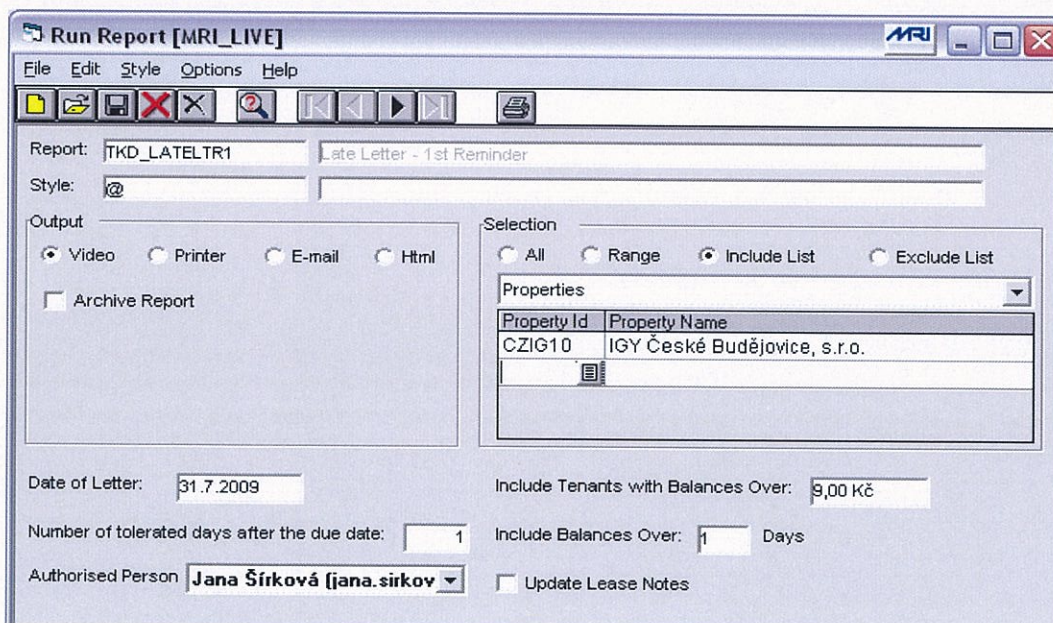 Run Report [MRI_LIVE]
MRI
File Edit Style Options Help
Report: TKD_LATELTR1 Late Letter - 1st Reminder
Style: @
Output
Video Printer E-mail Html
Archive Report
Selection
All Range Include List Exclude List
Properties
Property Id Property Name
CZIG10 IGY České Budějovice, s.r.o.
Date of Letter: 31.7.2009
Include Tenants with Balances Over: 9,00 Kč
Number of tolerated days after the due date: 1
Include Balances Over: 1 Days
Authorised Person Jana Šírková (jana.sirkov
Update Lease Notes